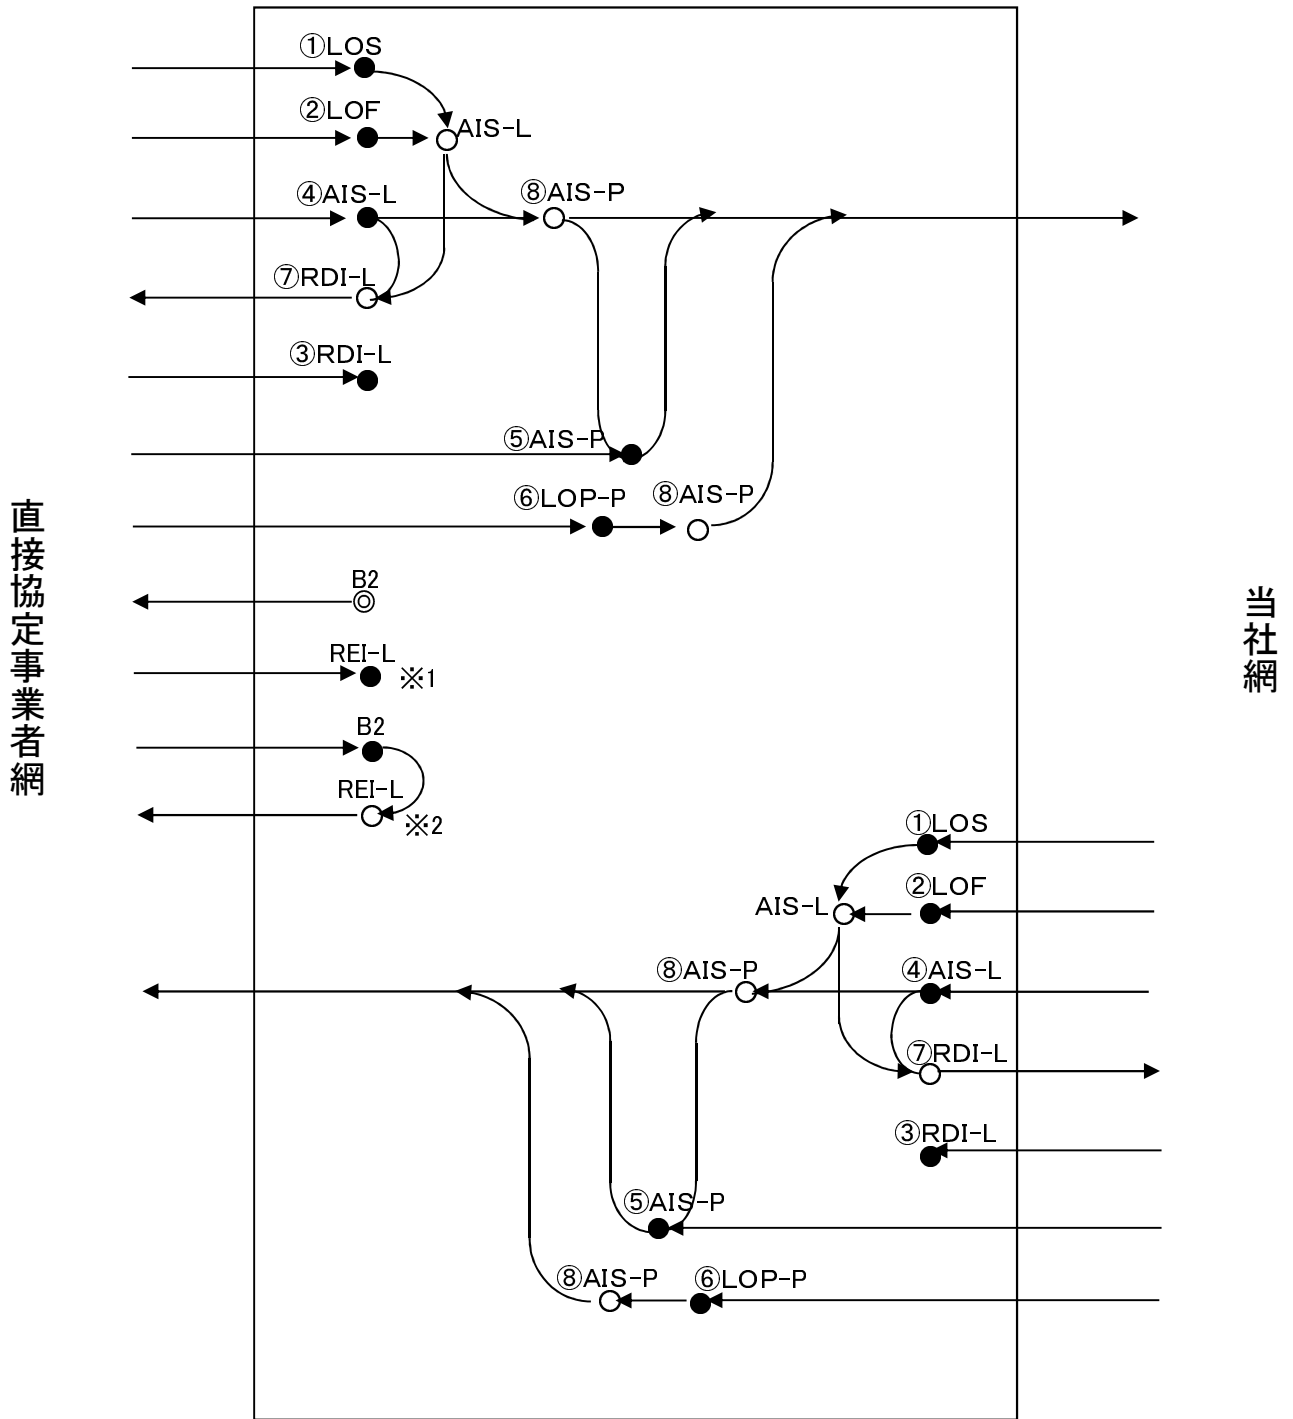 ①LOS
②LOF
AIS-L
④AIS-L
⑧AIS-P
⑦RDI-L
③RDI-L
⑤AIS-P
⑥LOP-P
⑧AIS-P
直接協定事業者網
B2
当社網
REI-L
※1
B2
REI-L
※2
①LOS
②LOF
AIS-L
⑧AIS-P
④AIS-L
⑦RDI-L
③RDI-L
⑤AIS-P
⑧AIS-P
⑥LOP-P